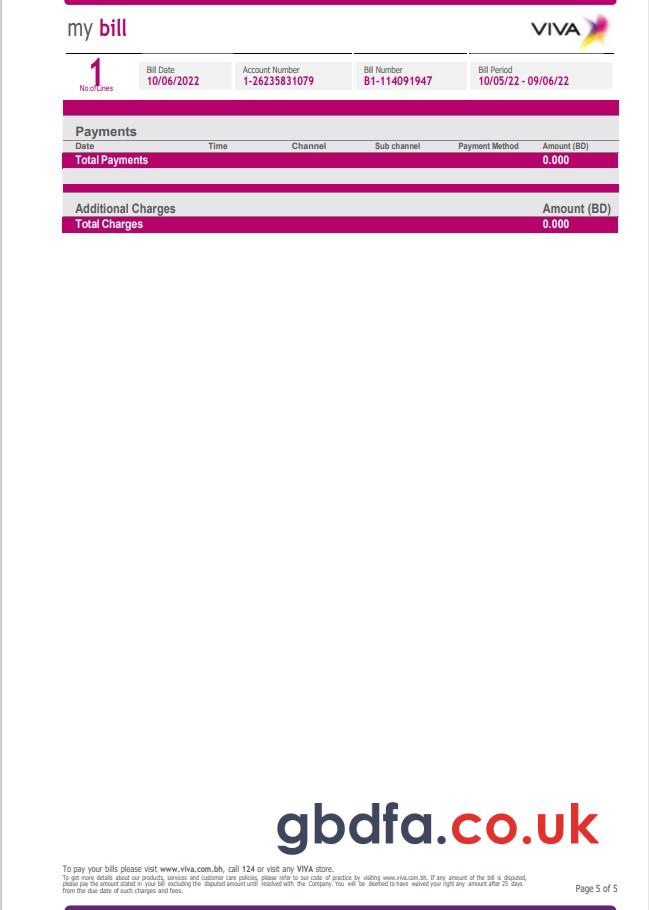 my bill
VIVA
1
No.ofLines
Bill Date
10/06/2022
Account Number
1-26235831079
Bill Number
B1-114091947
Bill Period
10/05/22 - 09/06/22
Payments
Date Time Channel Sub channel Payment Method Amount (BD)
Total Payments 0.000
Additional Charges Amount (BD)
Total Charges 0.000
gbdfa.co.uk
To pay your bills please visit www.viva.com.bh, call 124 or visit any VIVA store.
To get more details about our products, services and customer care policies, please refer to our code of practice by visiting www.viva.com.bh. If any amount of the bill is disputed,
please pay the amount stated in your bill excluding the disputed amount until resolved with the Company. You will be deemed to have waived your right any amount after 25 days
from the due date of such charges and fees.
Page 5 of 5